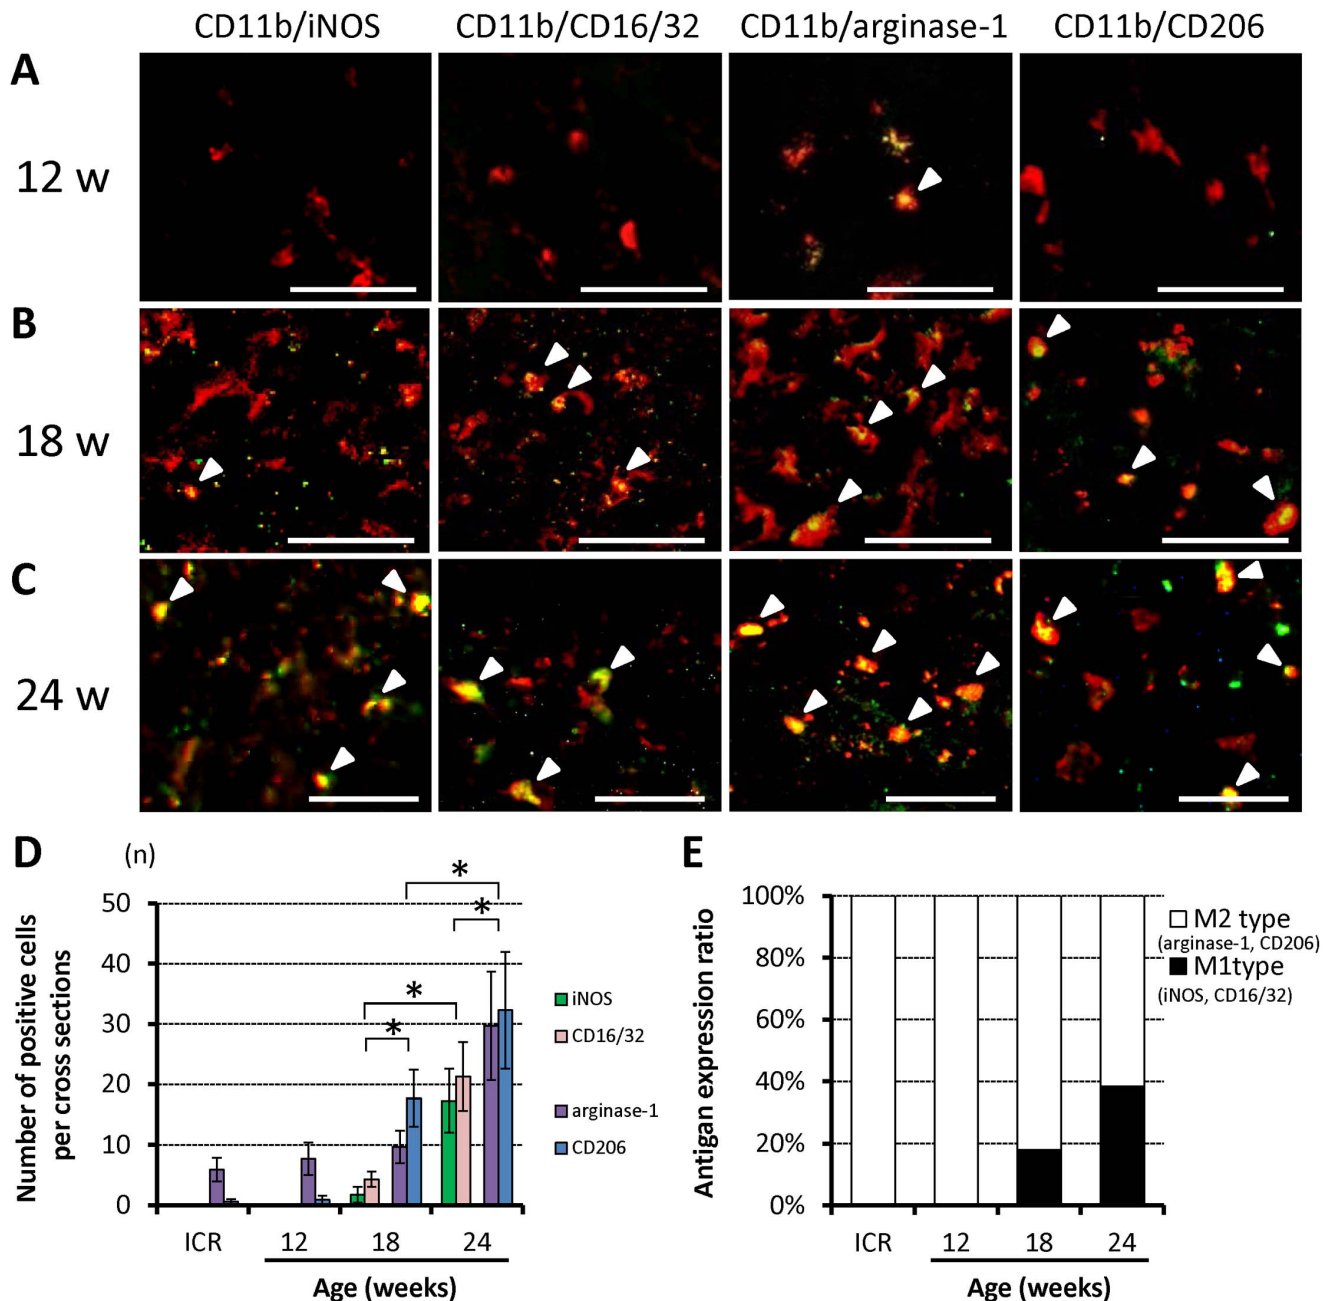 CD11b/iNOS CD11b/CD16/32 CD11b/arginase-1 CD11b/CD206
A
12 w
B
18 w
C
24 w
D
(n)
Number of positive cells
per cross sections
50
40
30
20
10
0
*
*
*
*
iNOS
CD16/32
arginase-1
CD206
ICR 12 18 24
Age (weeks)
E
Antigan expression ratio
100%
80%
60%
40%
20%
0%
M2 type
(arginase-1, CD206)
M1type
(iNOS, CD16/32)
ICR 12 18 24
Age (weeks)